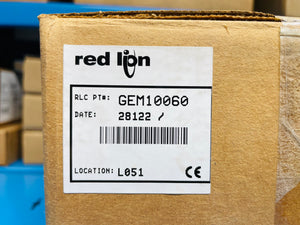 red lion
RLC PT#: GEM10060
DATE: 28122 /
LOCATION: L051
CE